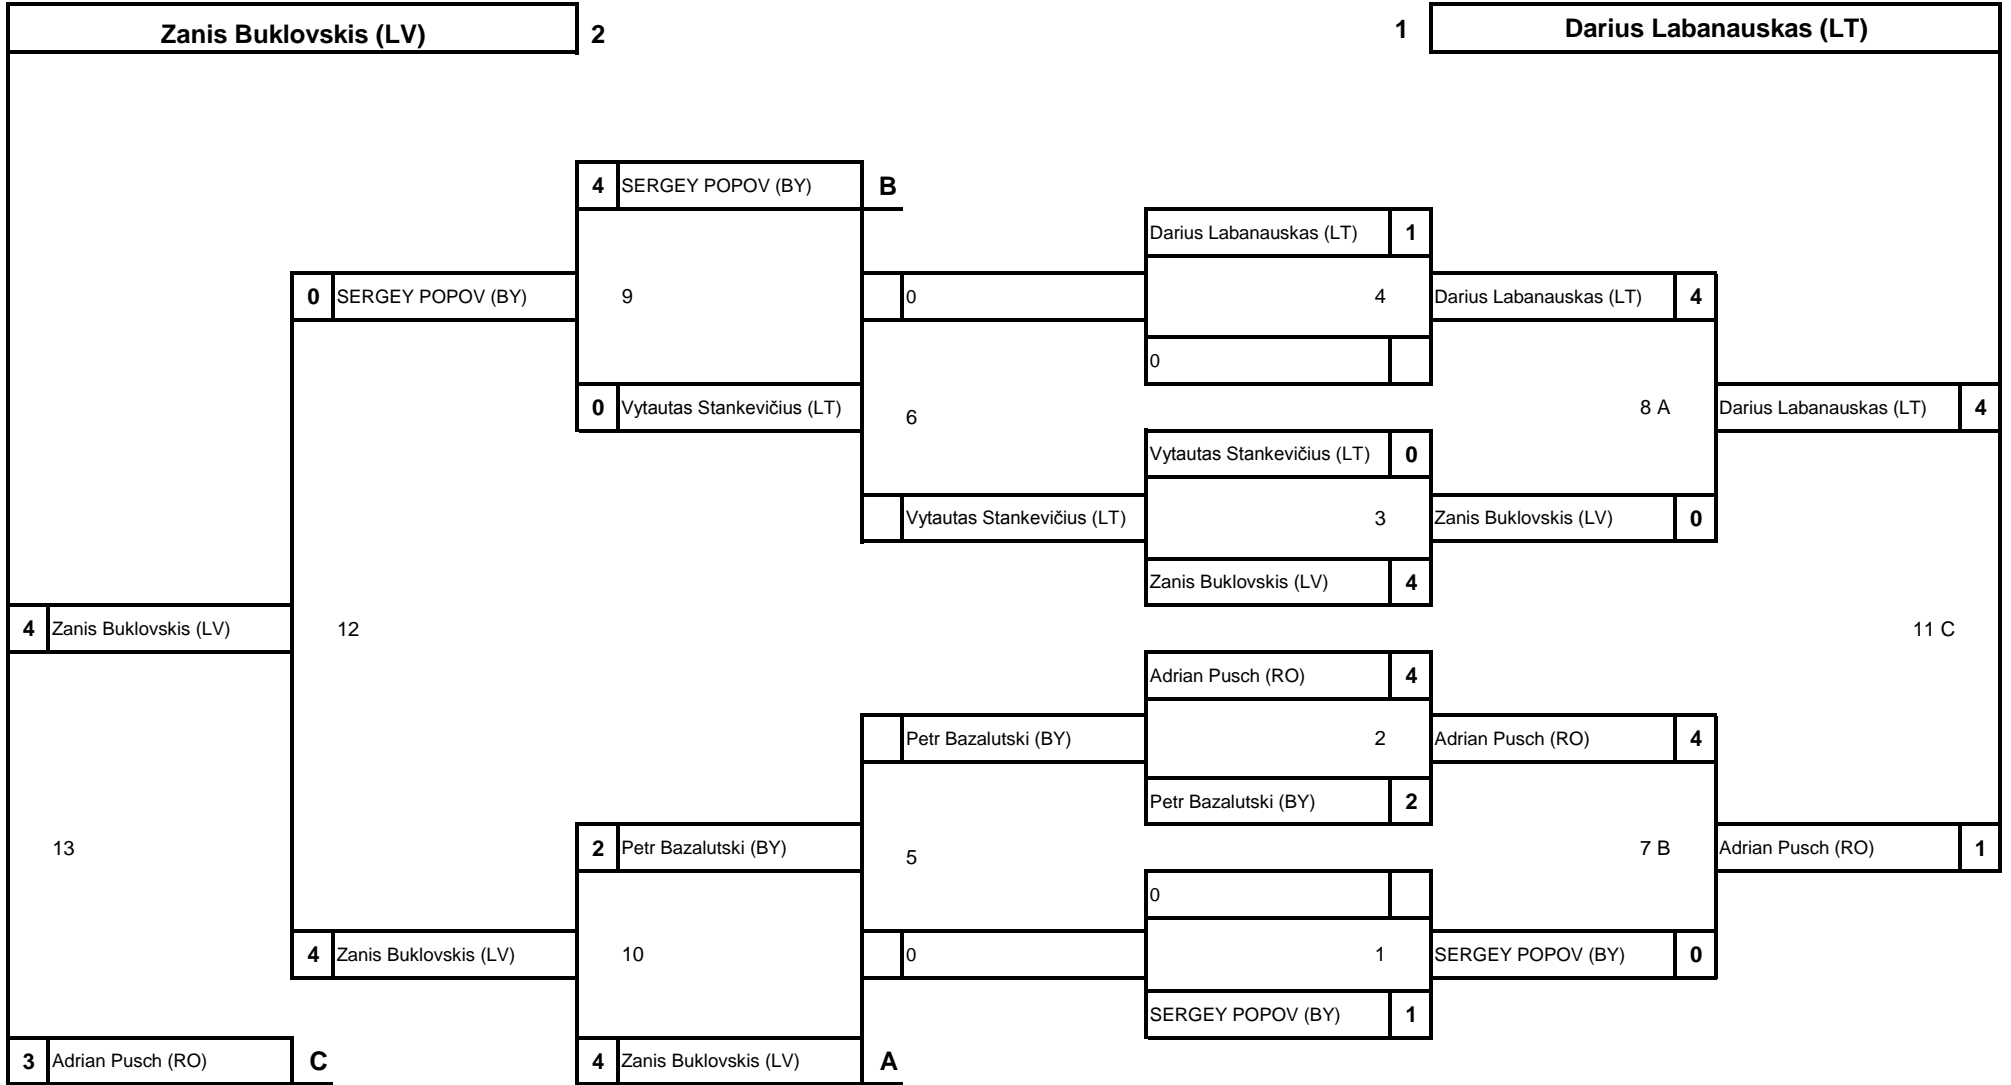 Zanis Buklovskis (LV) 2 1 Darius Labanauskas (LT)
4 SERGEY POPOV (BY) B
Darius Labanauskas (LT) 1
0 SERGEY POPOV (BY) 9 0 4 Darius Labanauskas (LT) 4
0
0 Vytautas Stankevičius (LT) 6 8 A Darius Labanauskas (LT) 4
Vytautas Stankevičius (LT) 0
Vytautas Stankevičius (LT) 3 Zanis Buklovskis (LV) 0
Zanis Buklovskis (LV) 4
4 Zanis Buklovskis (LV) 12 11 C
Adrian Pusch (RO) 4
Petr Bazalutski (BY) 2 Adrian Pusch (RO) 4
Petr Bazalutski (BY) 2
13 2 Petr Bazalutski (BY) 5 7 B Adrian Pusch (RO) 1
0
4 Zanis Buklovskis (LV) 10 0 1 SERGEY POPOV (BY) 0
SERGEY POPOV (BY) 1
3 Adrian Pusch (RO) C 4 Zanis Buklovskis (LV) A